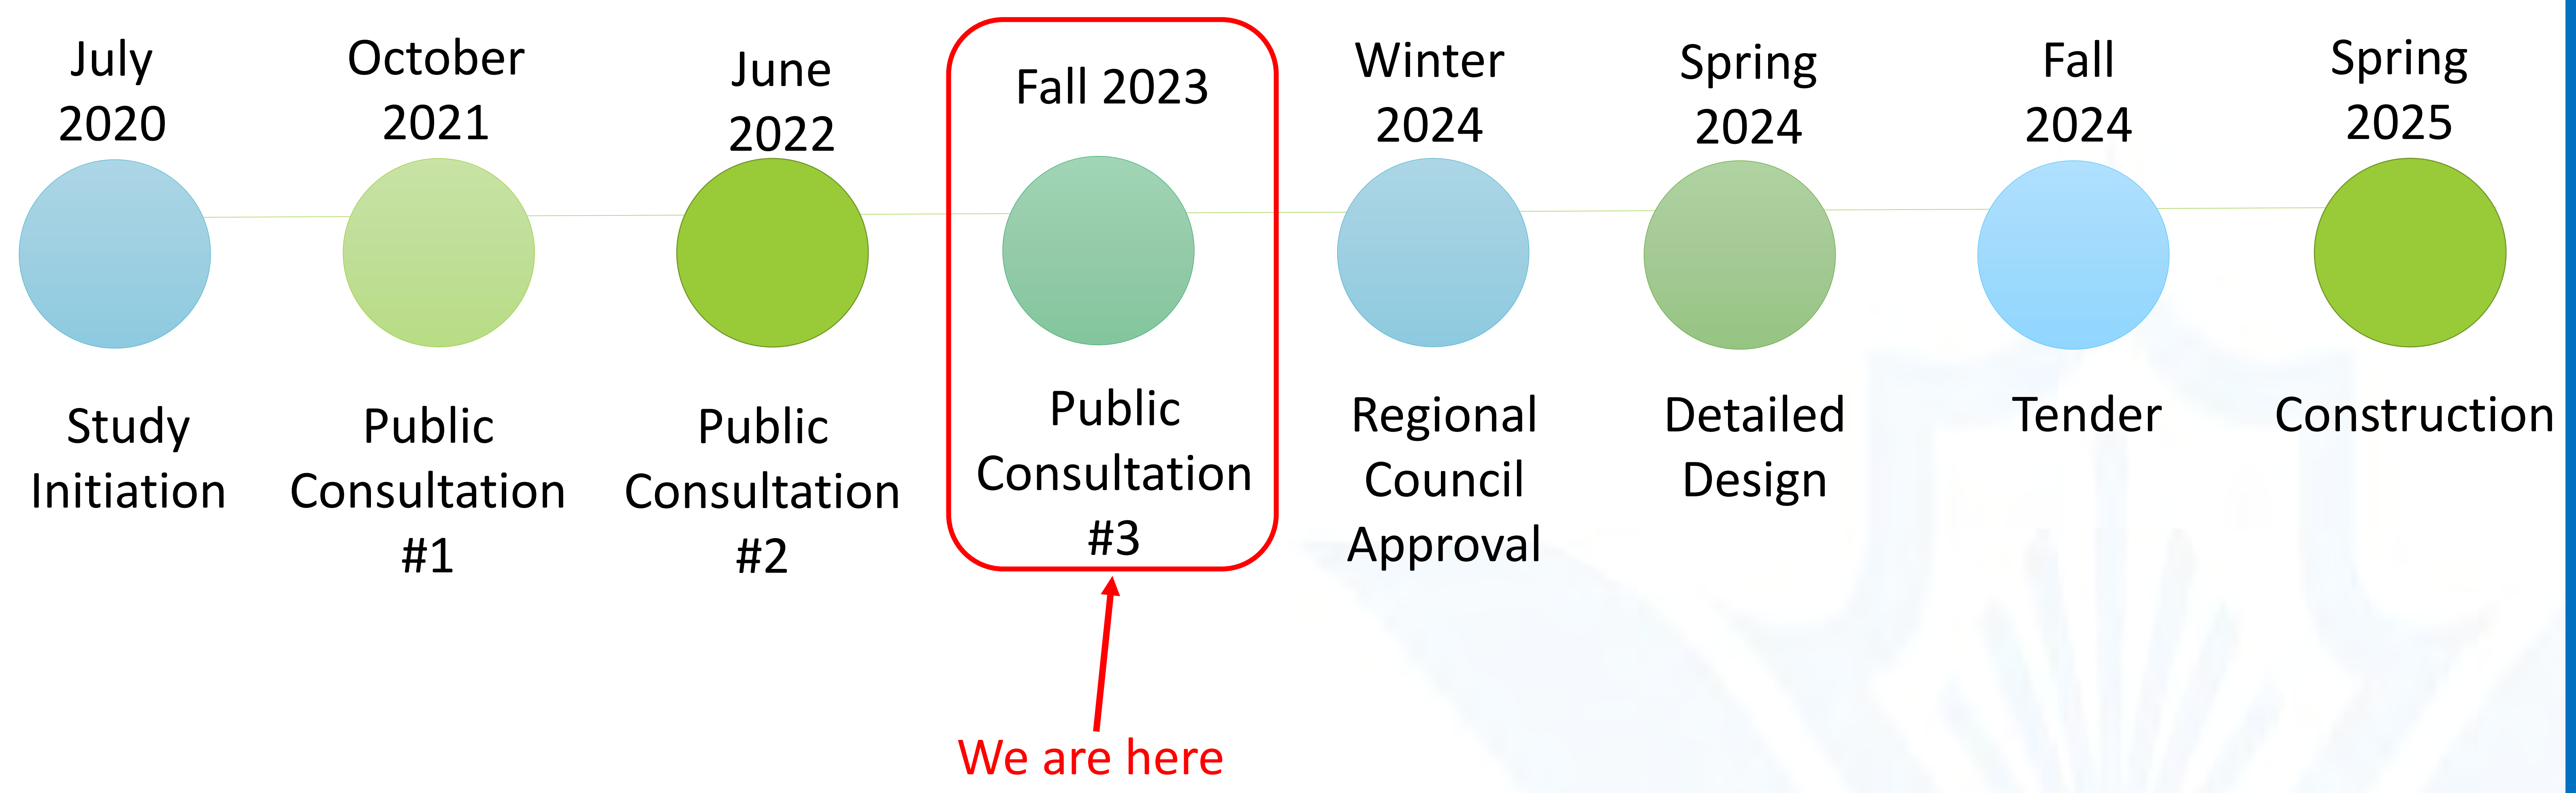 July
2020
October
2021
June
2022
Fall 2023
Winter
2024
Spring
2024
Fall
2024
Spring
2025
Study
Initiation
Public
Consultation
#1
Public
Consultation
#2
Public
Consultation
#3
Regional
Council
Approval
Detailed
Design
Tender
Construction
We are here